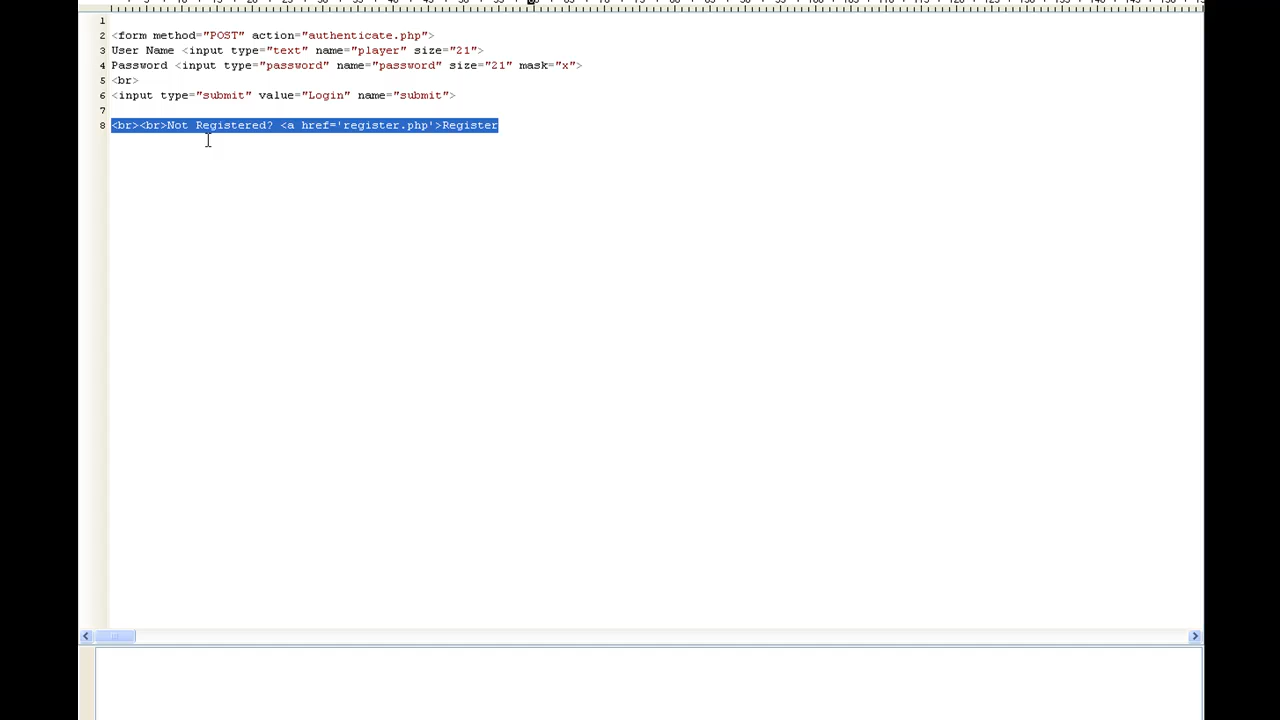 1
2 <form method="POST" action="authenticate.php">
3 User Name <input type="text" name="player" size="21">
4 Password <input type="password" name="password" size="21" mask="x">
5 <br>
6 <input type="submit" value="Login" name="submit">
7
8 <br><br>Not Registered? <a href='register.php'>Register